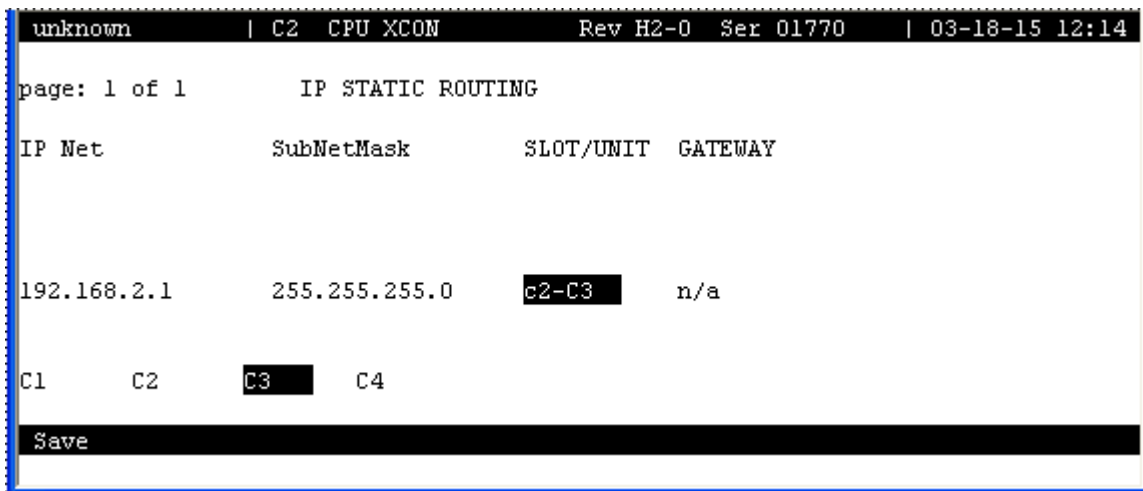 unknown | C2 CPU XCON Rev H2-0 Ser 01770 | 03-18-15 12:14
page: 1 of 1 IP STATIC ROUTING
IP Net SubNetMask SLOT/UNIT GATEWAY
192.168.2.1 255.255.255.0 c2-C3 n/a
C1 C2 C3 C4
Save